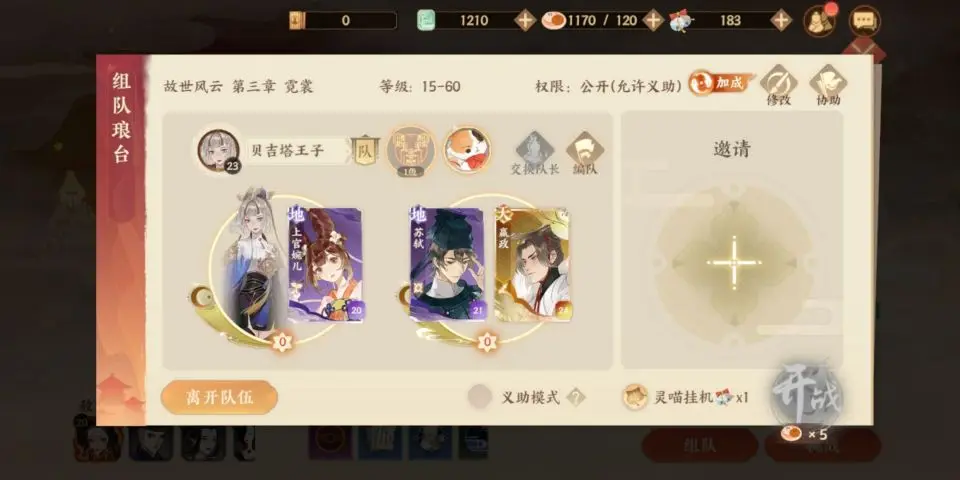 0
1210
1170 / 120
183
组队琅台
故世风云 第三章 霓裳
等级: 15-60
权限: 公开(允许义助)
加成
修改
协助
23
贝吉塔王子
队
1级
交换队长
编队
邀请
地
上官婉儿
20
地
苏轼
21
天
嬴政
0
0
离开队伍
义助模式
?
灵喵挂机 x1
开战
×5
组队